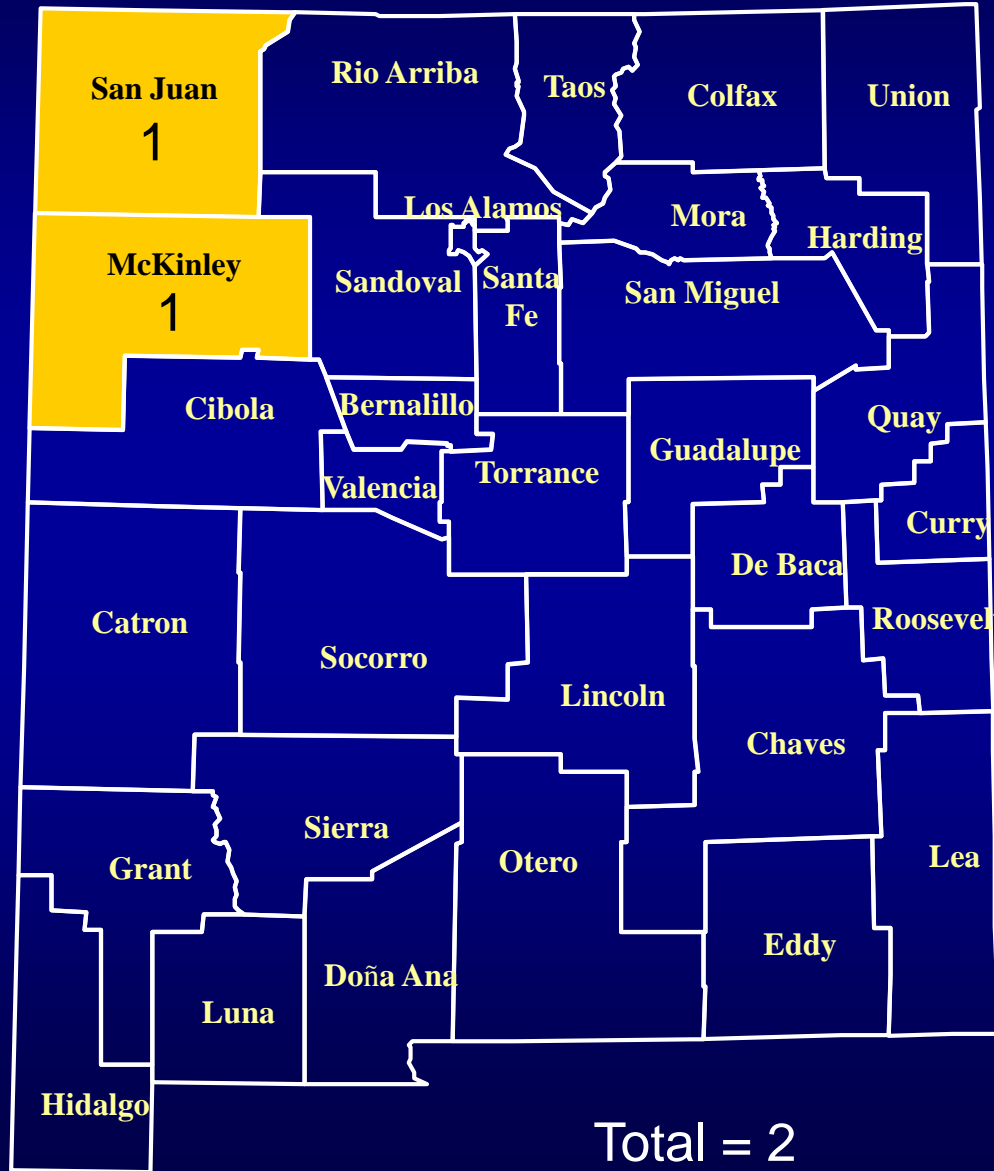 Rio Arriba
Taos
San Juan
Colfax
Union
1
Los Alamos
Mora
Harding
McKinley
Sandoval
Santa
Fe
San Miguel
1
Cibola
Bernalillo
Quay
Guadalupe
Torrance
Valencia
Curry
De Baca
Catron
Roosevel
Socorro
Lincoln
Chaves
Sierra
Grant
Otero
Lea
Eddy
Doña Ana
Luna
Hidalgo
Total = 2